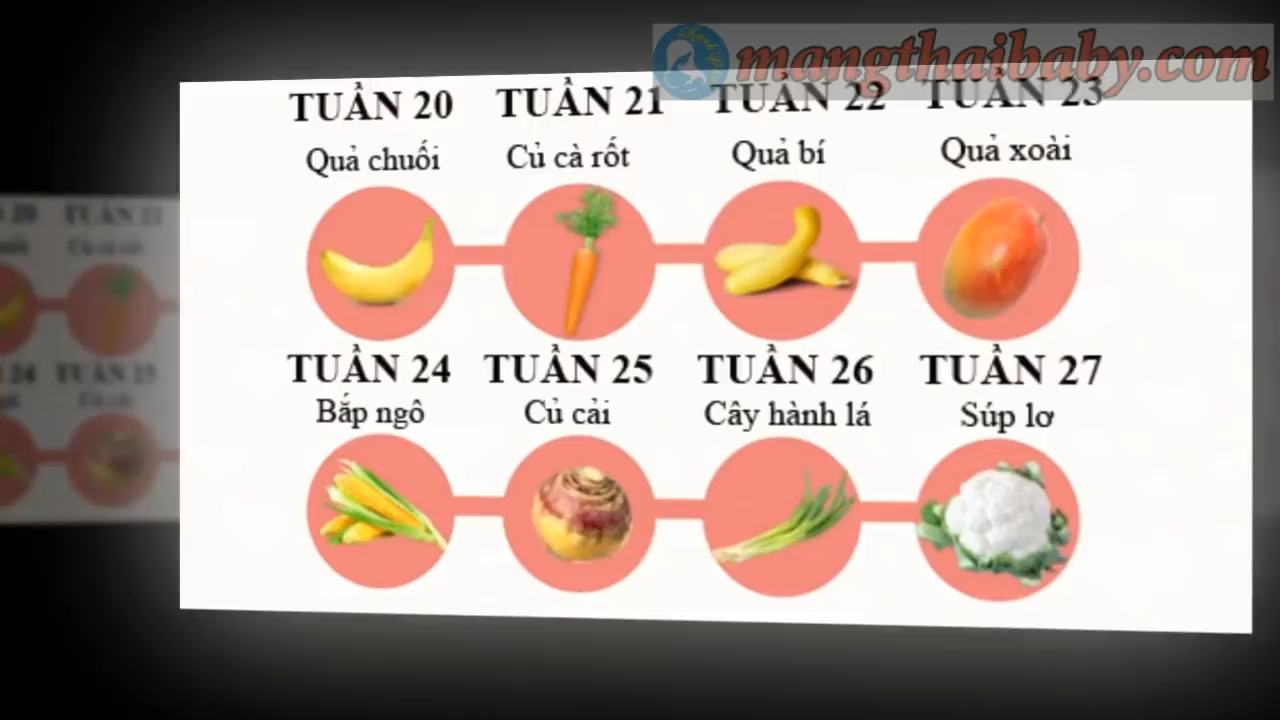 mangthaibaby.com
TUẦN 20 TUẦN 21 TUẦN 22 TUẦN 23
Quả chuối Củ cà rốt Quả bí Quả xoài
TUẦN 24 TUẦN 25 TUẦN 26 TUẦN 27
Bắp ngô Củ cải Cây hành lá Súp lơ